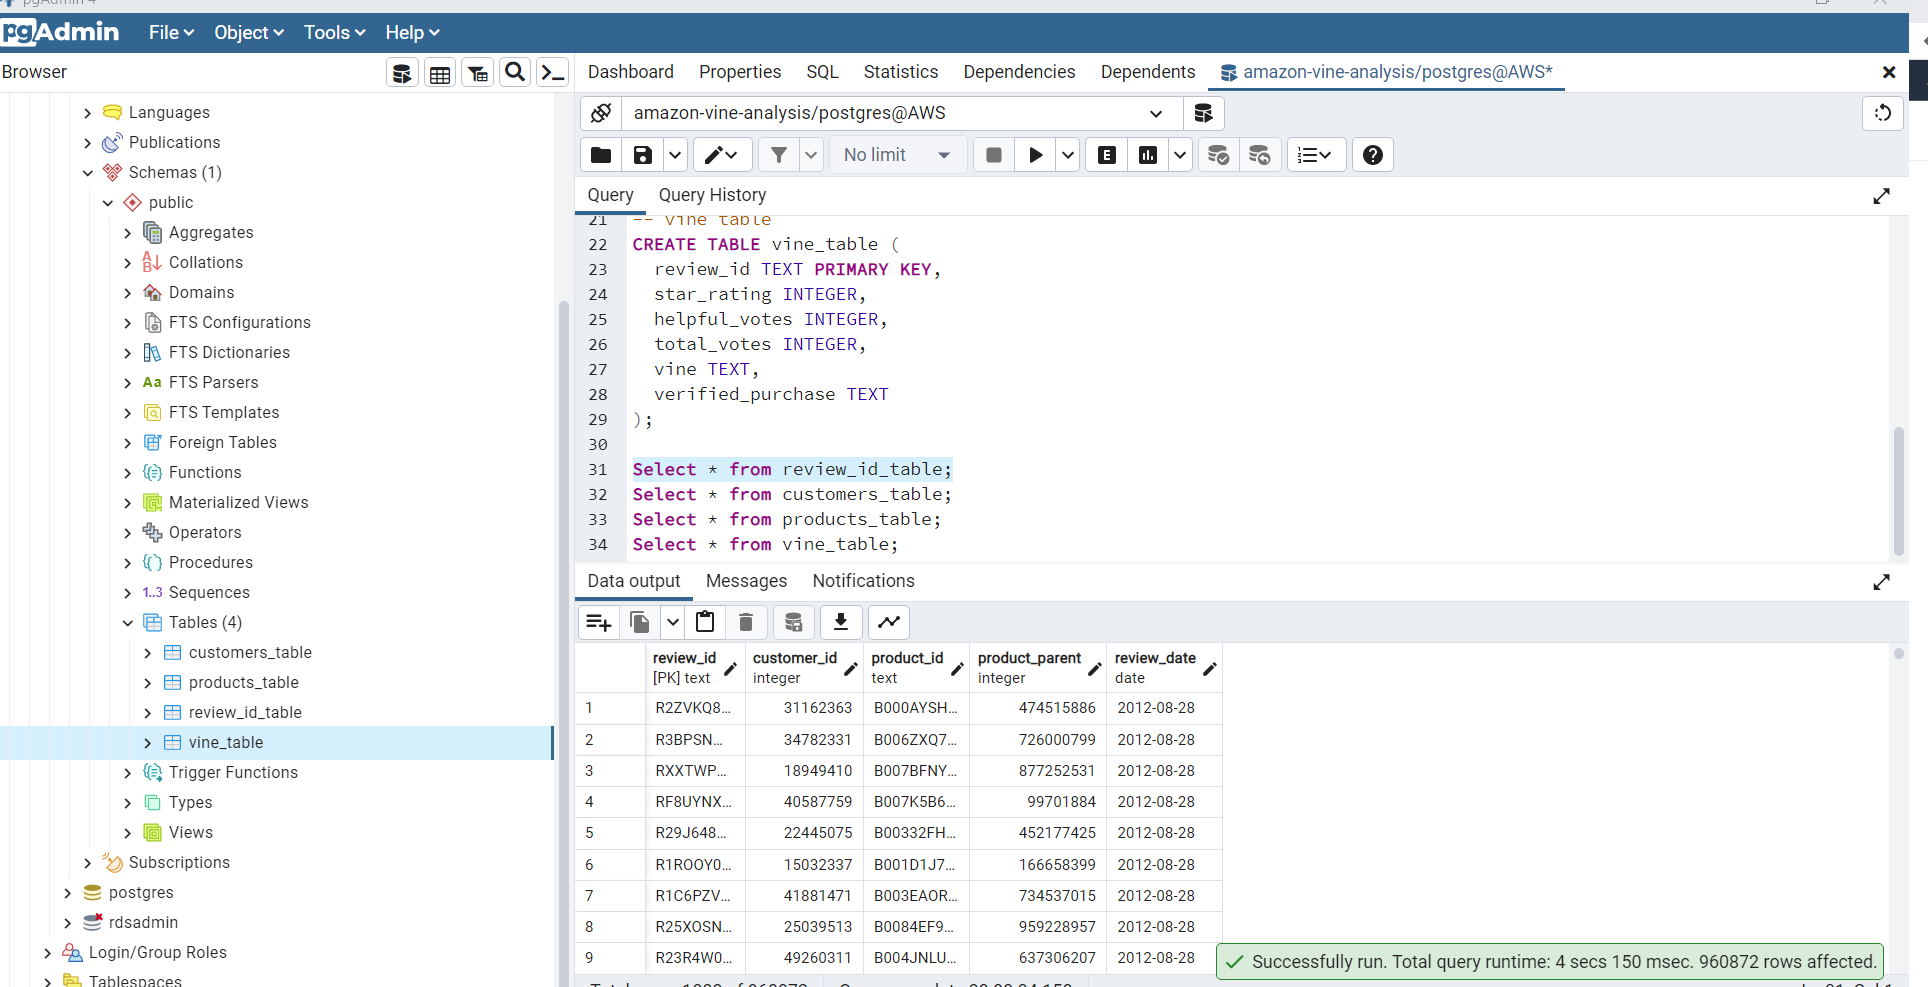 pgAdmin 4
pgAdmin File Object Tools Help
Browser
Languages
Publications
Schemas (1)
public
Aggregates
Collations
Domains
FTS Configurations
FTS Dictionaries
Aa FTS Parsers
FTS Templates
Foreign Tables
Functions
Materialized Views
Operators
Procedures
1..3 Sequences
Tables (4)
customers_table
products_table
review_id_table
vine_table
Trigger Functions
Types
Views
Subscriptions
postgres
rdsadmin
Login/Group Roles
Tablespaces
Dashboard Properties SQL Statistics Dependencies Dependents amazon-vine-analysis/postgres@AWS*
amazon-vine-analysis/postgres@AWS
No limit E
Query Query History
21 -- vine table
22 CREATE TABLE vine_table (
23 review_id TEXT PRIMARY KEY,
24 star_rating INTEGER,
25 helpful_votes INTEGER,
26 total_votes INTEGER,
27 vine TEXT,
28 verified_purchase TEXT
29 );
30
31 Select * from review_id_table;
32 Select * from customers_table;
33 Select * from products_table;
34 Select * from vine_table;
Data output Messages Notifications
review_id customer_id product_id product_parent review_date
[PK] text integer text integer date
1 R2ZVKQ8... 31162363 B000AYSH... 474515886 2012-08-28
2 R3BPSN... 34782331 B006ZXQ7... 726000799 2012-08-28
3 RXXTWP... 18949410 B007BFNY... 877252531 2012-08-28
4 RF8UYNX... 40587759 B007K5B6... 99701884 2012-08-28
5 R29J648... 22445075 B00332FH... 452177425 2012-08-28
6 R1ROOY0... 15032337 B001D1J7... 166658399 2012-08-28
7 R1C6PZV... 41881471 B003EAOR... 734537015 2012-08-28
8 R25XOSN... 25039513 B0084EF9... 959228957 2012-08-28
9 R23R4W0... 49260311 B004JNLU... 637306207 2012-08-28
Successfully run. Total query runtime: 4 secs 150 msec. 960872 rows affected.